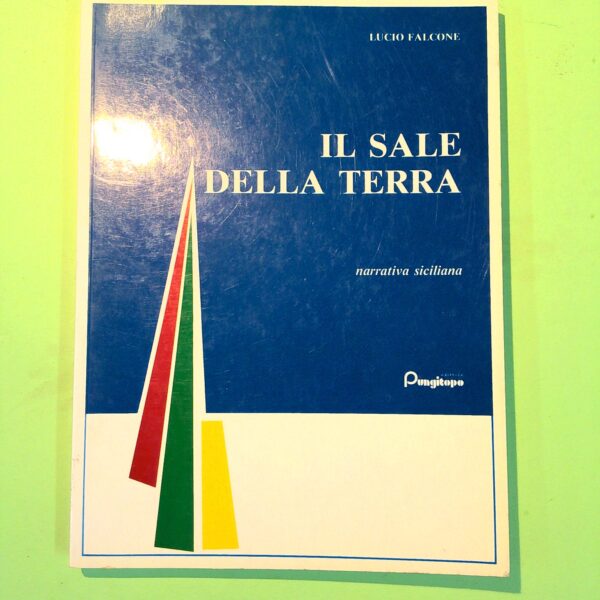 LUCIO FALCONE
IL SALE
DELLA TERRA
narrativa siciliana
Pungitopo